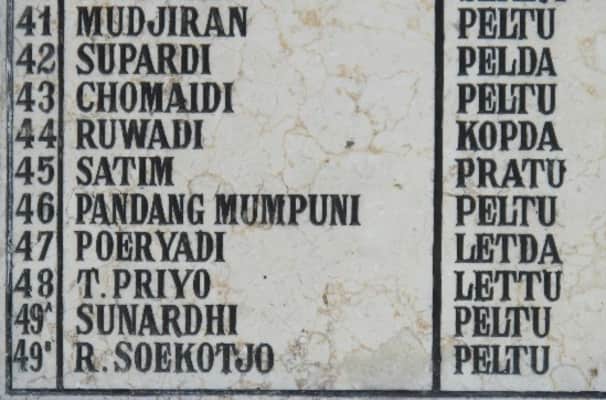 41 MUDJIRAN PELTU
42 SUPARDI PELDA
43 CHOMAIDI PELTU
44 RUWADI KOPDA
45 SATIM PRATU
46 PANDANG MUMPUNI PELTU
47 POERYADI LETDA
48 T. PRIYO LETTU
49A SUNARDHI PELTU
49B R. SOEKOTJO PELTU